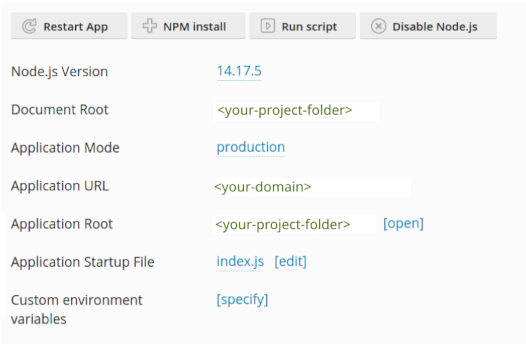 Restart App NPM install Run script Disable Node.js
Node.js Version 14.17.5
Document Root <your-project-folder>
Application Mode production
Application URL <your-domain>
Application Root <your-project-folder> [open]
Application Startup File index.js [edit]
Custom environment [specify]
variables